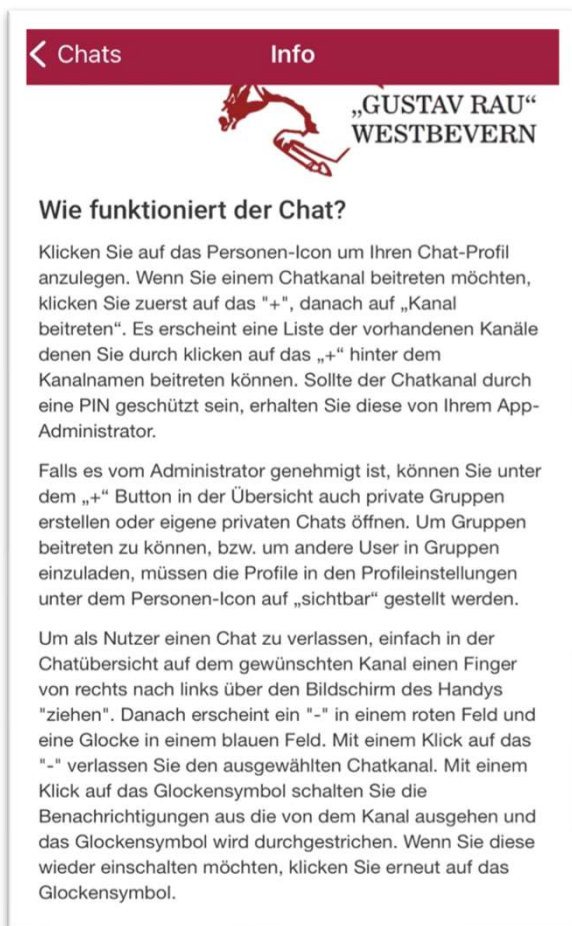 Chats
Info
„GUSTAV RAU“
WESTBEVERN
Wie funktioniert der Chat?
Klicken Sie auf das Personen-Icon um Ihren Chat-Profil
anzulegen. Wenn Sie einem Chatkanal beitreten möchten,
klicken Sie zuerst auf das "+", danach auf „Kanal
beitreten“. Es erscheint eine Liste der vorhandenen Kanäle
denen Sie durch klicken auf das „+“ hinter dem
Kanalnamen beitreten können. Sollte der Chatkanal durch
eine PIN geschützt sein, erhalten Sie diese von Ihrem App-
Administrator.
Falls es vom Administrator genehmigt ist, können Sie unter
dem „+“ Button in der Übersicht auch private Gruppen
erstellen oder eigene privaten Chats öffnen. Um Gruppen
beitreten zu können, bzw. um andere User in Gruppen
einzuladen, müssen die Profile in den Profileinstellungen
unter dem Personen-Icon auf „sichtbar“ gestellt werden.
Um als Nutzer einen Chat zu verlassen, einfach in der
Chatübersicht auf dem gewünschten Kanal einen Finger
von rechts nach links über den Bildschirm des Handys
"ziehen". Danach erscheint ein "-" in einem roten Feld und
eine Glocke in einem blauen Feld. Mit einem Klick auf das
"-" verlassen Sie den ausgewählten Chatkanal. Mit einem
Klick auf das Glockensymbol schalten Sie die
Benachrichtigungen aus die von dem Kanal ausgehen und
das Glockensymbol wird durchgestrichen. Wenn Sie diese
wieder einschalten möchten, klicken Sie erneut auf das
Glockensymbol.